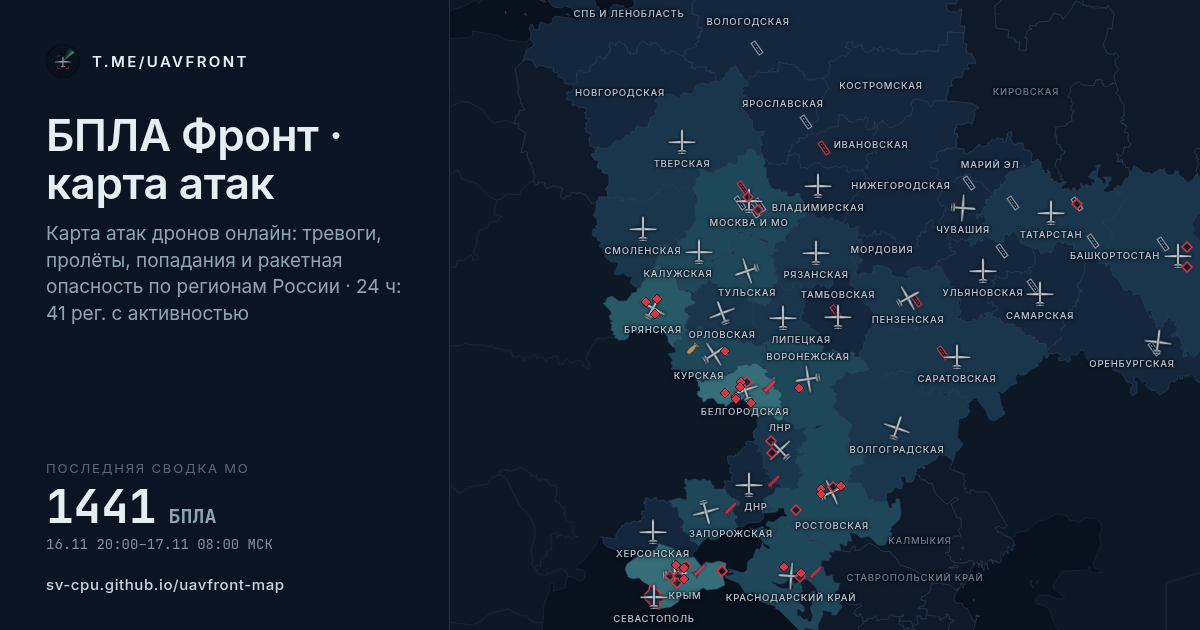 T.ME/UAVFRONT
БПЛА Фронт ·
карта атак
Карта атак дронов онлайн: тревоги,
пролёты, попадания и ракетная
опасность по регионам России · 24 ч:
41 рег. с активностью
ПОСЛЕДНЯЯ СВОДКА МО
1441 БПЛА
16.11 20:00–17.11 08:00 МСК
sv-cpu.github.io/uavfront-map
СПБ И ЛЕНОБЛАСТЬ
ВОЛОГОДСКАЯ
КОСТРОМСКАЯ
НОВГОРОДСКАЯ
КИРОВСКАЯ
ЯРОСЛАВСКАЯ
ИВАНОВСКАЯ
ТВЕРСКАЯ
МАРИЙ ЭЛ
НИЖЕГОРОДСКАЯ
ВЛАДИМИРСКАЯ
МОСКВА И МО
ЧУВАШИЯ
ТАТАРСТАН
СМОЛЕНСКАЯ
МОРДОВИЯ
БАШКОРТОСТАН
КАЛУЖСКАЯ
РЯЗАНСКАЯ
ТУЛЬСКАЯ
ТАМБОВСКАЯ
УЛЬЯНОВСКАЯ
САМАРСКАЯ
ПЕНЗЕНСКАЯ
БРЯНСКАЯ
ОРЛОВСКАЯ
ЛИПЕЦКАЯ
ВОРОНЕЖСКАЯ
ОРЕНБУРГСКАЯ
КУРСКАЯ
САРАТОВСКАЯ
БЕЛГОРОДСКАЯ
ЛНР
ВОЛГОГРАДСКАЯ
ДНР
РОСТОВСКАЯ
ЗАПОРОЖСКАЯ
КАЛМЫКИЯ
ХЕРСОНСКАЯ
СТАВРОПОЛЬСКИЙ КРАЙ
КРЫМ
КРАСНОДАРСКИЙ КРАЙ
СЕВАСТОПОЛЬ